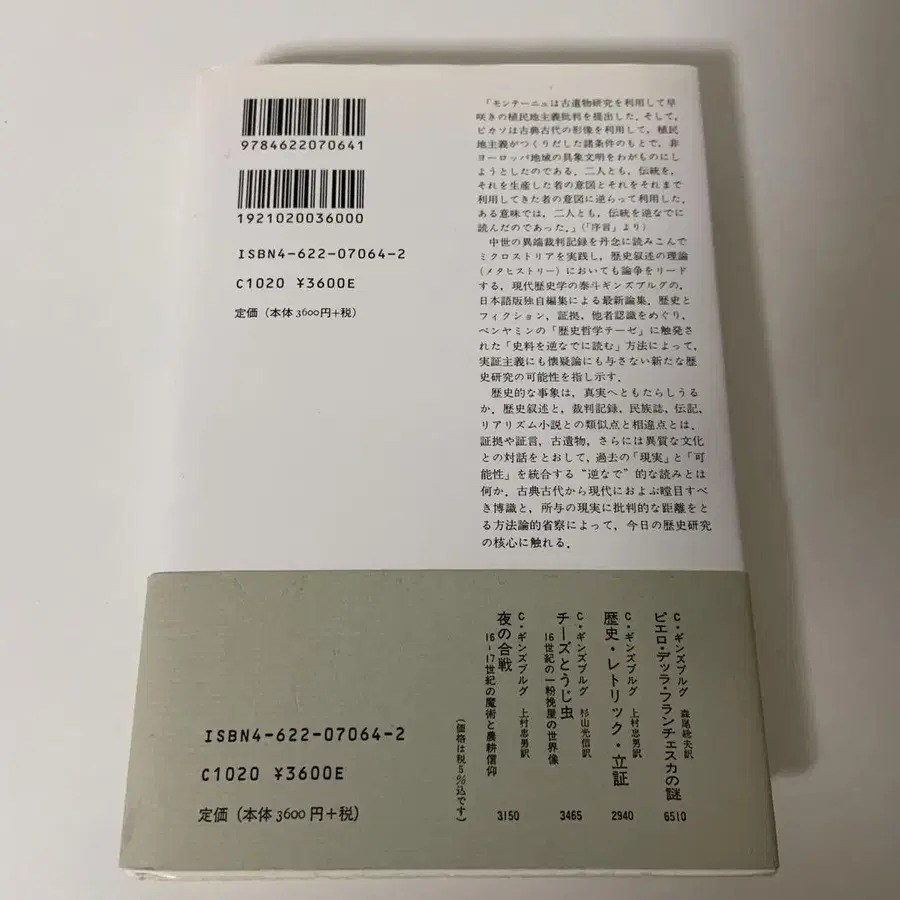 9784622070641
1921020036000
ISBN4-622-07064-2
C1020 ¥3600E
定価（本体3600円+税）
「モンテーニュは古遺物研究を利用して早
咲きの植民地主義批判を提出した．そして，
ピカソは古典古代の形像を利用して，植民
地主義がつくりだした諸条件のもとで，非
ヨーロッパ地域の具象文明をわがものにし
ようとしたのである．二人とも，伝統を，
それを生産した者の意図とそれをそれまで
利用してきた者の意図に逆らって利用した．
ある意味では，二人とも，伝統を逆なでに
読んだのであった．」（「序言」より）
中世の異端裁判記録を丹念に読みこんで
ミクロストリアを実践し，歴史叙述の理論
（メタヒストリー）においても論争をリード
する，現代歴史学の泰斗ギンズブルグの，
日本語版独自編集による最新論集．歴史と
フィクション，証拠，他者認識をめぐり，
ベンヤミンの「歴史哲学テーゼ」に触発さ
れた「史料を逆なでに読む」方法によって，
実証主義にも懐疑論にも与さない新たな歴
史研究の可能性を指し示す．
歴史的な事象は，真実へともたらしうる
か．歴史叙述と，裁判記録，民族誌，伝記，
リアリズム小説との類似点と相違点とは．
証拠や証言，古遺物，さらには異質な文化
との対話をとおして，過去の「現実」と「可
能性」を統合する“逆なで”的な読みとは
何か．古典古代から現代におよぶ瞠目すべ
き博識と，所与の現実に批判的な距離をと
る方法論的省察によって，今日の歴史研究
の核心に触れる．
C・ギンズブルグ 森尾総夫訳
ピエロ・デッラ・フランチェスカの謎
6510
C・ギンズブルグ 上村忠男訳
歴史・レトリック・立証
2940
C・ギンズブルグ 杉山光信訳
チーズとうじ虫
16世紀の一粉挽屋の世界像
3465
C・ギンズブルグ 上村忠男訳
夜の合戦
16-17世紀の魔術と農耕信仰
3150
（価格は税5%込です）
ISBN4-622-07064-2
C1020 ¥3600E
定価（本体3600円+税）